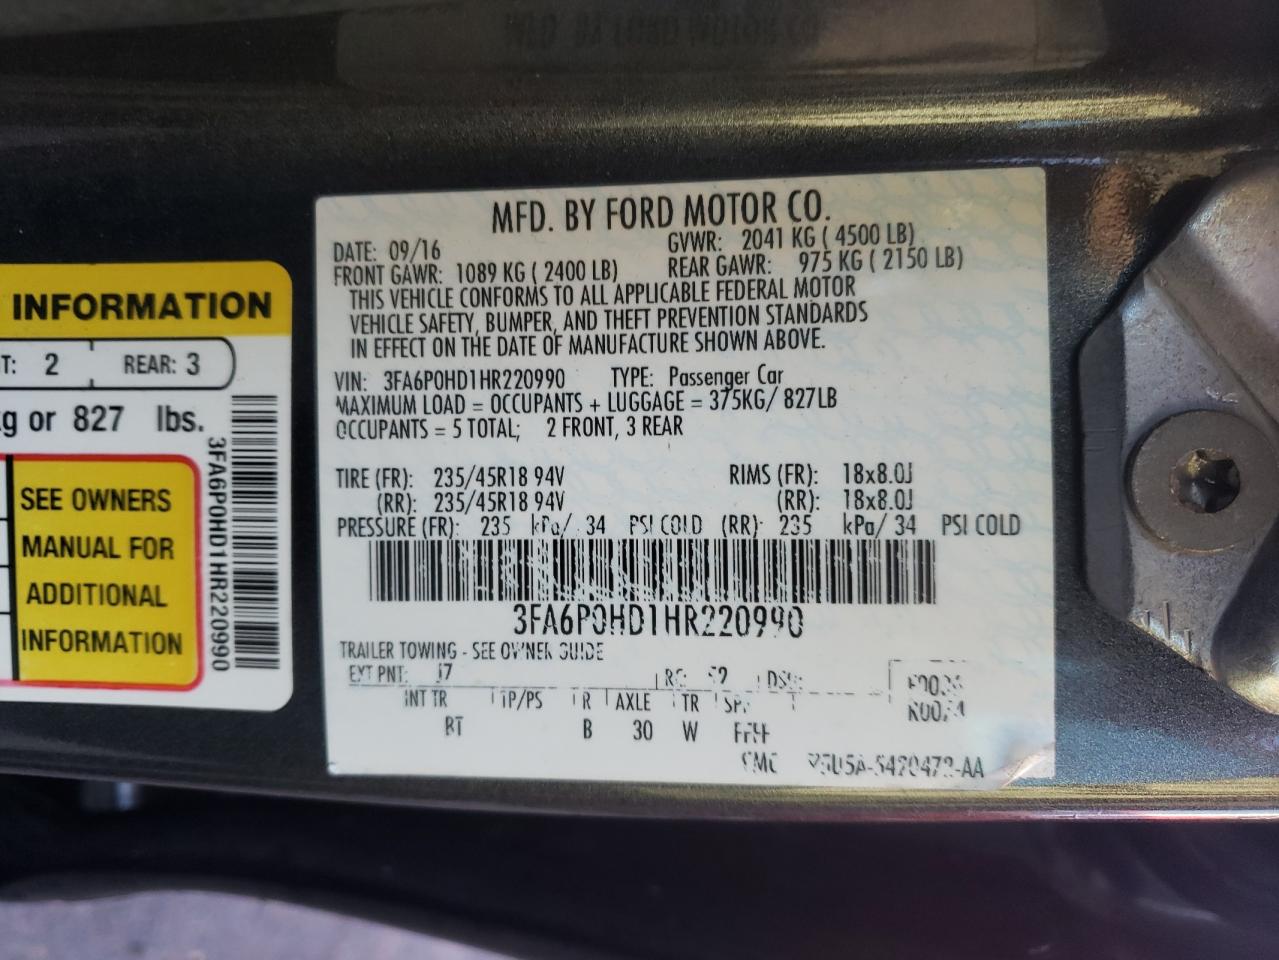 MFD. BY FORD MOTOR CO.
DATE: 09/16 GVWR: 2041 KG ( 4500 LB)
FRONT GAWR: 1089 KG ( 2400 LB) REAR GAWR: 975 KG ( 2150 LB)
THIS VEHICLE CONFORMS TO ALL APPLICABLE FEDERAL MOTOR
VEHICLE SAFETY, BUMPER, AND THEFT PREVENTION STANDARDS
IN EFFECT ON THE DATE OF MANUFACTURE SHOWN ABOVE.
VIN: 3FA6P0HD1HR220990 TYPE: Passenger Car
MAXIMUM LOAD = OCCUPANTS + LUGGAGE = 375KG/ 827LB
OCCUPANTS = 5 TOTAL; 2 FRONT, 3 REAR
TIRE (FR): 235/45R18 94V RIMS (FR): 18x8.0J
(RR): 235/45R18 94V (RR): 18x8.0J
PRESSURE (FR): 235 kPa/ 34 PSI COLD (RR): 235 kPa/ 34 PSI COLD
3FA6P0HD1HR220990
TRAILER TOWING - SEE OWNER GUIDE
EXT PNT: J7
INT TR TP/PS R AXLE TR
BT B 30 W
INFORMATION
2 REAR: 3
kg or 827 lbs.
SEE OWNERS
MANUAL FOR
ADDITIONAL
INFORMATION
3FA6P0HD1HR220990